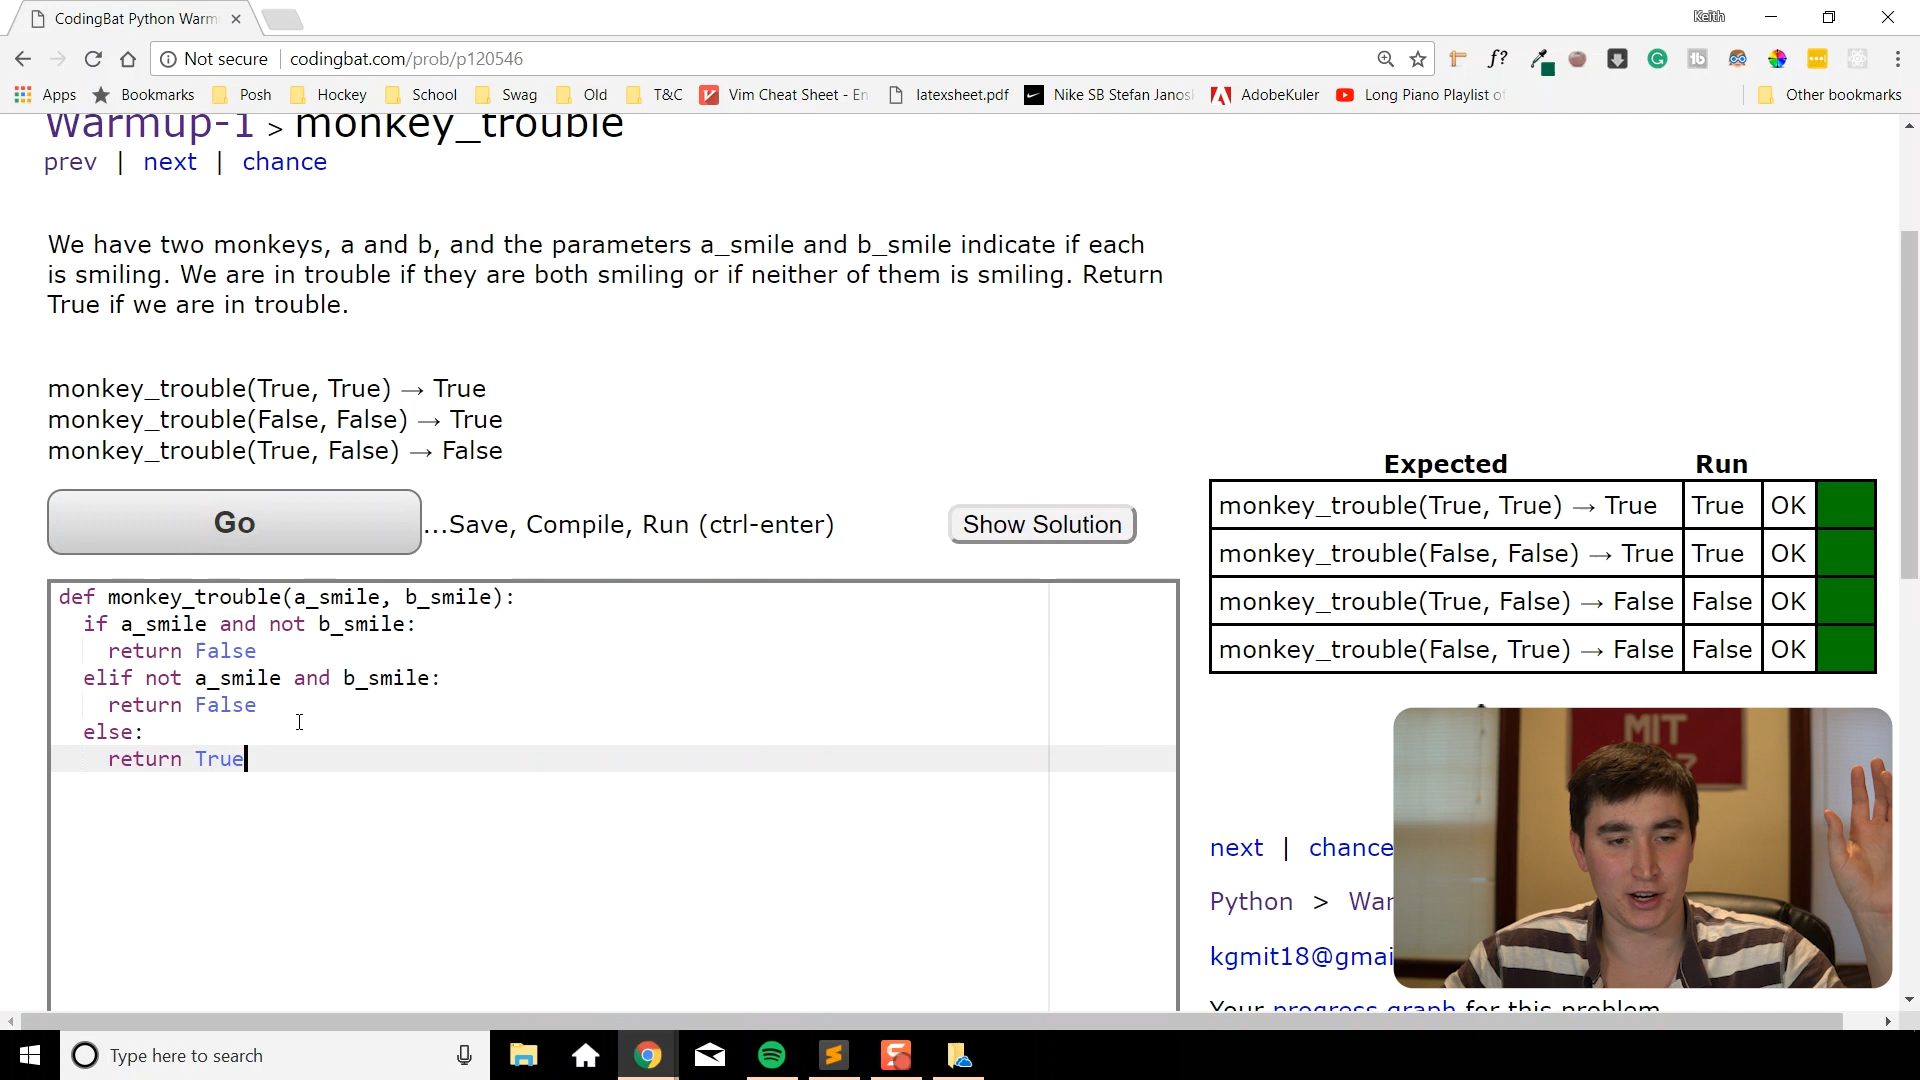 CodingBat Python Warm
Keith
Not secure
codingbat.com/prob/p120546
f?
Apps
Bookmarks
Posh
Hockey
School
Swag
Old
T&C
Vim Cheat Sheet - En
latexsheet.pdf
Nike SB Stefan Janosk
AdobeKuler
Long Piano Playlist of
Other bookmarks
Warmup-1 > monkey_trouble
prev | next | chance
We have two monkeys, a and b, and the parameters a_smile and b_smile indicate if each
is smiling. We are in trouble if they are both smiling or if neither of them is smiling. Return
True if we are in trouble.
monkey_trouble(True, True) → True
monkey_trouble(False, False) → True
monkey_trouble(True, False) → False
Go
...Save, Compile, Run (ctrl-enter)
Show Solution
def monkey_trouble(a_smile, b_smile):
if a_smile and not b_smile:
return False
elif not a_smile and b_smile:
return False
else:
return True
Expected Run
monkey_trouble(True, True) → True True OK
monkey_trouble(False, False) → True True OK
monkey_trouble(True, False) → False False OK
monkey_trouble(False, True) → False False OK
MIT
next | chance
Python > War
kgmit18@gmai
Your progress graph for this problem
Type here to search